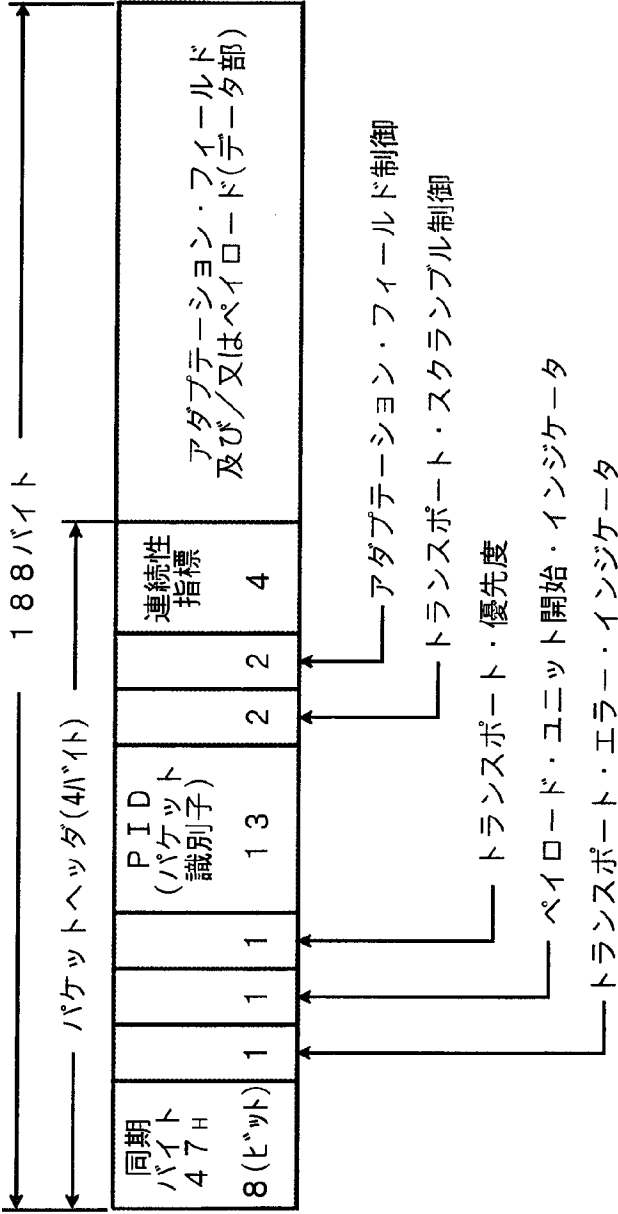 188バイト
パケットヘッダ(4バイト)
同期
バイト
47H
8(ビット)
1
1
1
PID
(パケット
識別子)
13
2
2
連続性
指標
4
アダプテーション・フィールド
及び/又はペイロード(データ部)
アダプテーション・フィールド制御
トランスポート・スクランブル制御
トランスポート・優先度
ペイロード・ユニット開始・インジケータ
トランスポート・エラー・インジケータ